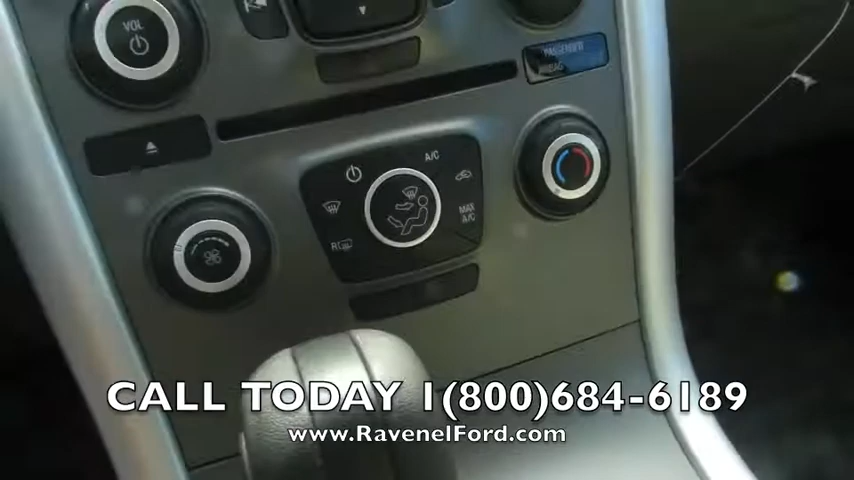 VOL
PASSENGER
AIRBAG
A/C
MAX
A/C
R
CALL TODAY 1(800)684-6189
www.RavenelFord.com